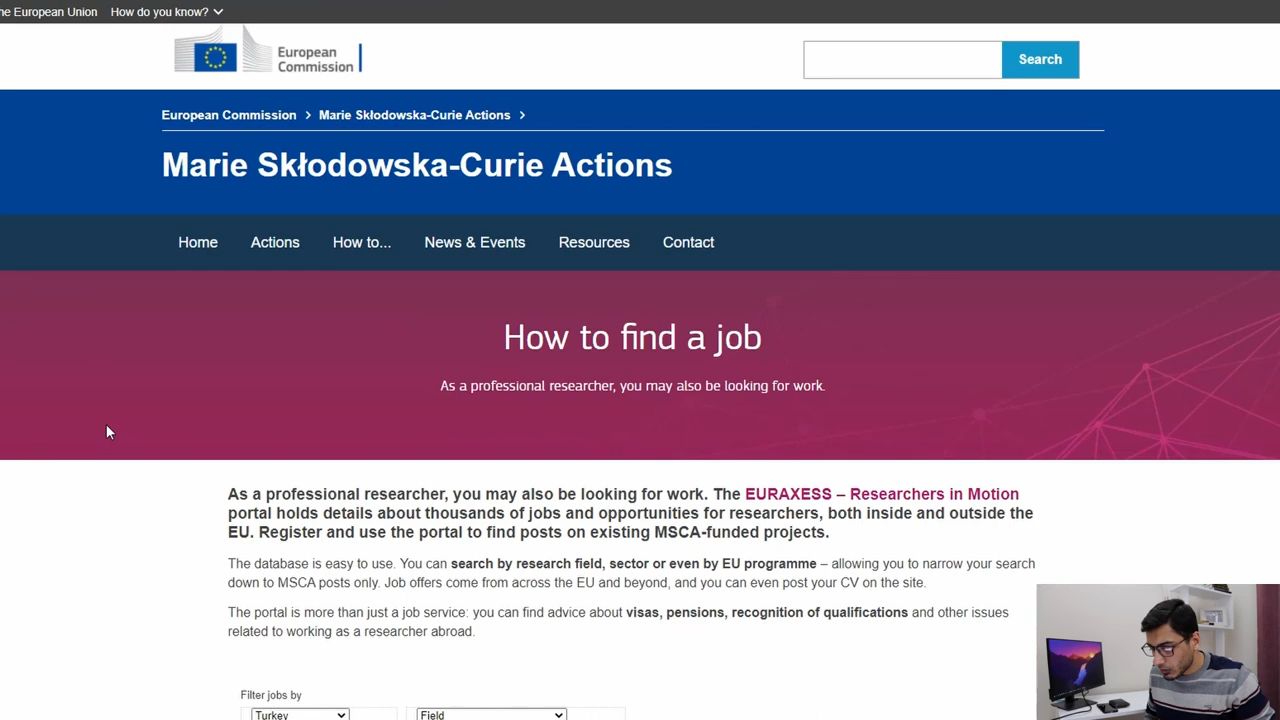 he European Union How do you know?
European
Commission
Search
European Commission > Marie Skłodowska-Curie Actions >
Marie Skłodowska-Curie Actions
Home Actions How to... News & Events Resources Contact
How to find a job
As a professional researcher, you may also be looking for work.
As a professional researcher, you may also be looking for work. The EURAXESS – Researchers in Motion
portal holds details about thousands of jobs and opportunities for researchers, both inside and outside the
EU. Register and use the portal to find posts on existing MSCA-funded projects.
The database is easy to use. You can search by research field, sector or even by EU programme – allowing you to narrow your search
down to MSCA posts only. Job offers come from across the EU and beyond, and you can even post your CV on the site.
The portal is more than just a job service: you can find advice about visas, pensions, recognition of qualifications and other issues
related to working as a researcher abroad.
Filter jobs by
Turkey Field